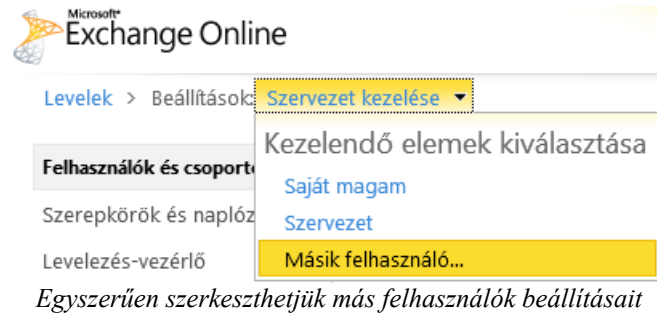 Microsoft
Exchange Online
Levelek > Beállítások: Szervezet kezelése
Kezelendő elemek kiválasztása
Felhasználók és csoport
Saját magam
Szerepkörök és naplóz
Szervezet
Levelezés-vezérlő
Másik felhasználó...
Egyszerűen szerkeszthetjük más felhasználók beállításait